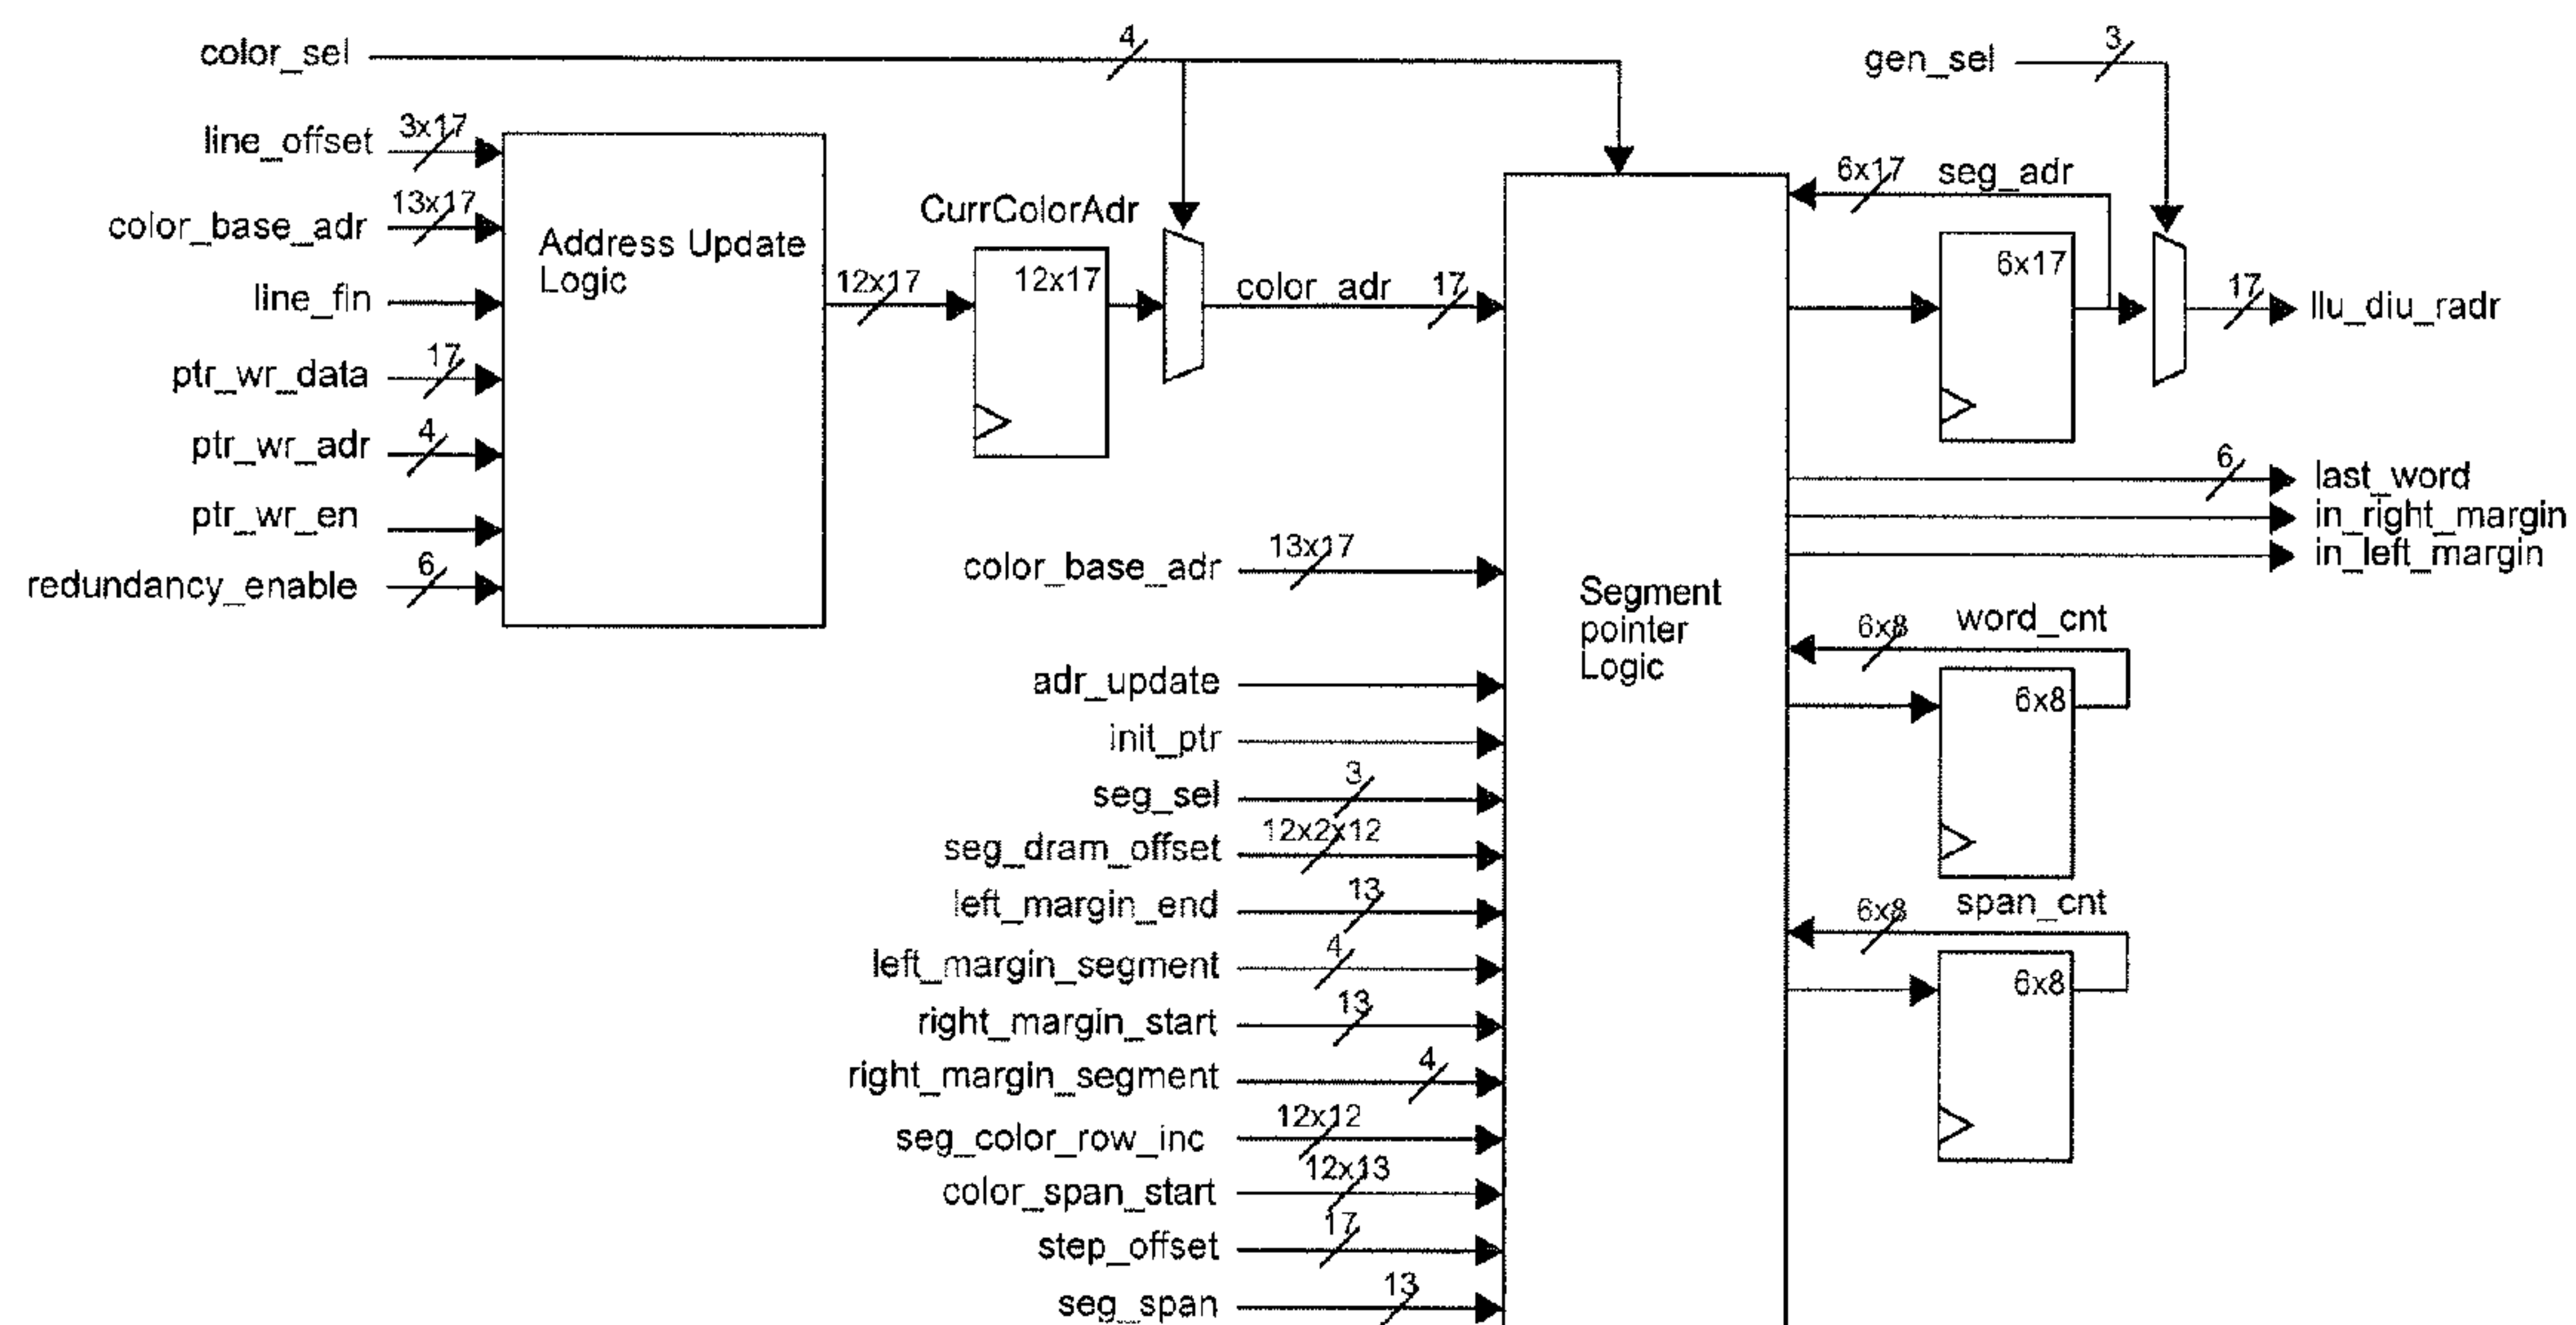 color_sel
4
gen_sel
3
line_offset
3x17
color_base_adr
13x17
line_fin
ptr_wr_data
17
ptr_wr_adr
4
ptr_wr_en
redundancy_enable
6
Address Update
Logic
12x17
CurrColorAdr
12x17
color_adr
17
color_base_adr
13x17
adr_update
init_ptr
seg_sel
3
seg_dram_offset
12x2x12
left_margin_end
13
left_margin_segment
4
right_margin_start
13
right_margin_segment
4
seg_color_row_inc
12x12
color_span_start
12x13
step_offset
17
seg_span
13
Segment
pointer
Logic
6x17
seg_adr
6x17
17
llu_diu_radr
6
last_word
in_right_margin
in_left_margin
6x8
word_cnt
6x8
6x8
span_cnt
6x8